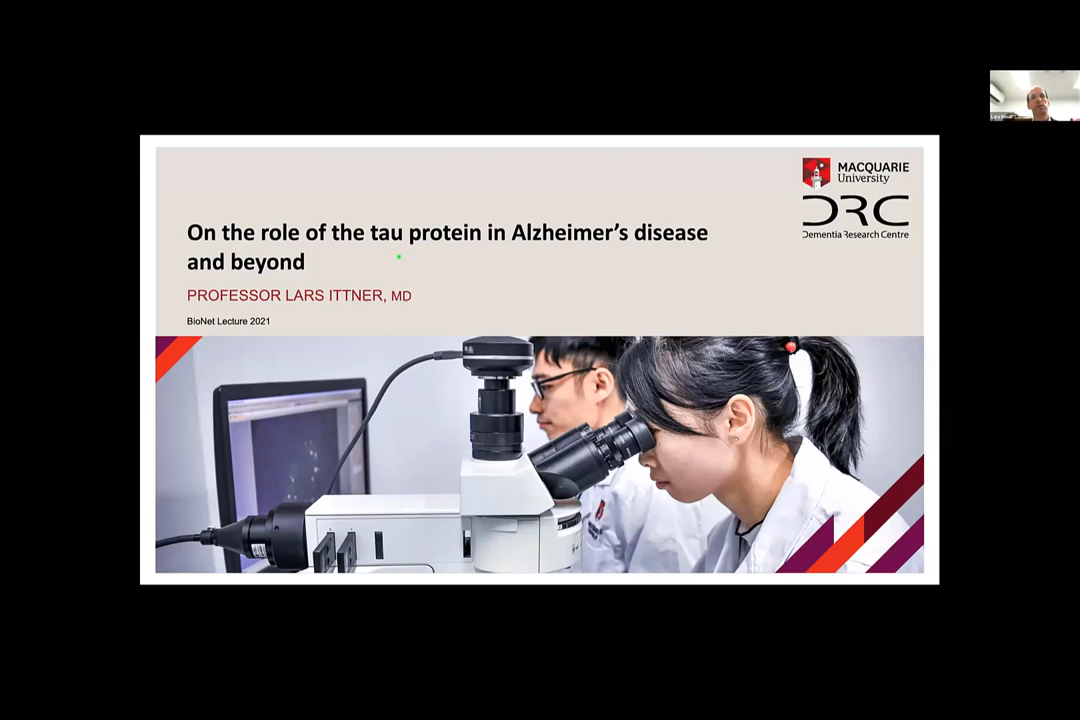 MACQUARIE
University
DRC
Dementia Research Centre
On the role of the tau protein in Alzheimer's disease
and beyond
PROFESSOR LARS ITTNER, MD
BioNet Lecture 2021